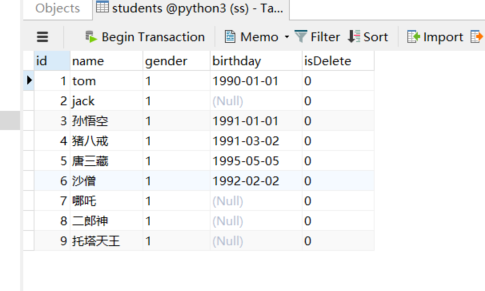 Objects students @python3 (ss) - Ta...
Begin Transaction Memo Filter Sort Import
id name gender birthday isDelete
1 tom 1 1990-01-01 0
2 jack 1 (Null) 0
3 孙悟空 1 1991-01-01 0
4 猪八戒 1 1991-03-02 0
5 唐三藏 1 1995-05-05 0
6 沙僧 1 1992-02-02 0
7 哪吒 1 (Null) 0
8 二郎神 1 (Null) 0
9 托塔天王 1 (Null) 0